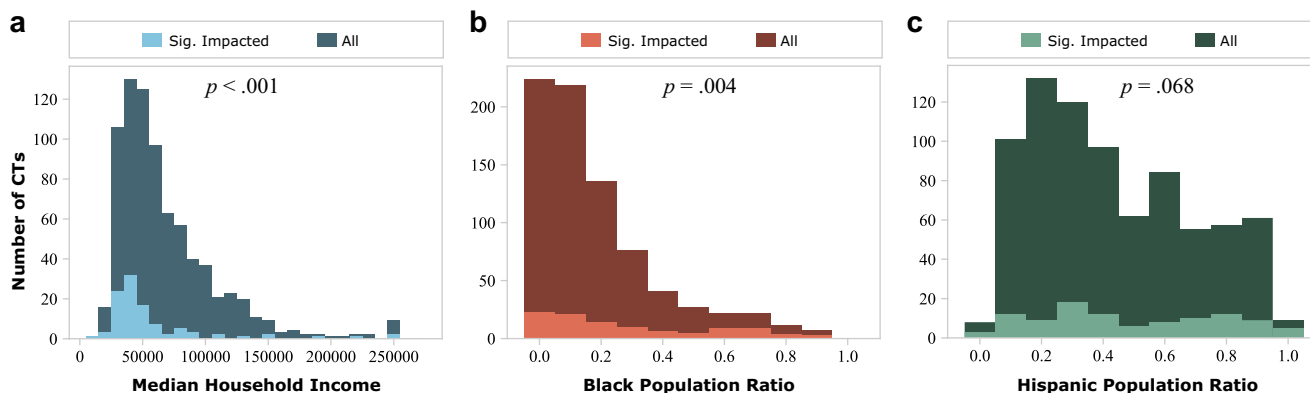 a
Sig. Impacted All
p < .001
Number of CTs
120
100
80
60
40
20
0
0 50000 100000 150000 200000 250000
Median Household Income
b
Sig. Impacted All
p = .004
200
150
100
50
0
0.0 0.2 0.4 0.6 0.8 1.0
Black Population Ratio
c
Sig. Impacted All
p = .068
120
100
80
60
40
20
0
0.0 0.2 0.4 0.6 0.8 1.0
Hispanic Population Ratio